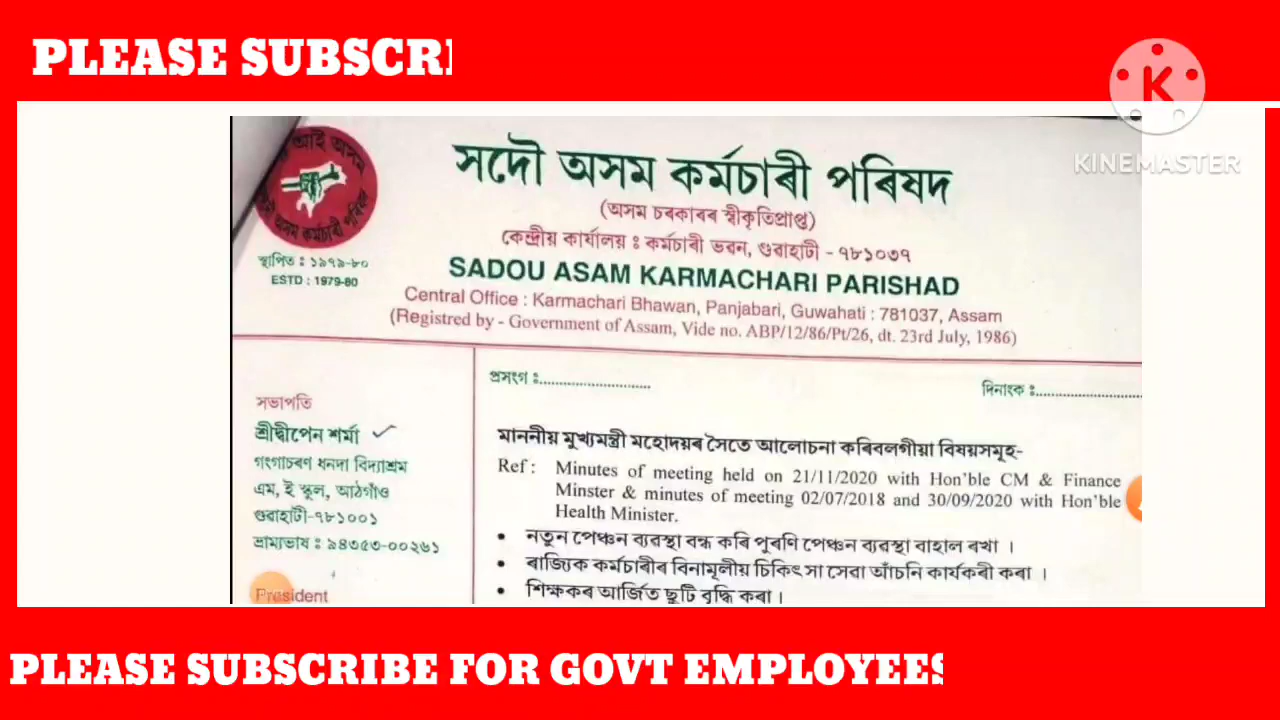 PLEASE SUBSCRI
KINEMASTER
সদৌ অসম কৰ্মচাৰী পৰিষদ
(অসম চৰকাৰৰ স্বীকৃতিপ্ৰাপ্ত)
কেন্দ্ৰীয় কাৰ্যালয় ঃ কৰ্মচাৰী ভৱন, গুৱাহাটী - ৭৮১০৩৭
স্থাপিত ঃ ১৯৭৯-৮০
ESTD : 1979-80
SADOU ASAM KARMACHARI PARISHAD
Central Office : Karmachari Bhawan, Panjabari, Guwahati : 781037, Assam
(Registred by - Government of Assam, Vide no. ABP/12/86/Pt/26, dt. 23rd July, 1986)
প্ৰসংগ ঃ............................
দিনাংক ঃ............................
সভাপতি
শ্ৰীদ্বীপেন শৰ্মা
গংগাচৰণ ধনদা বিদ্যাশ্ৰম
এম, ই স্কুল, আঠগাঁও
গুৱাহাটী-৭৮১০০১
ভ্ৰাম্যভাষ ঃ ৯৪৩৫৩-০০২৬১
President
মাননীয় মুখ্যমন্ত্ৰী মহোদয়ৰ সৈতে আলোচনা কৰিবলগীয়া বিষয়সমূহ-
Ref : Minutes of meeting held on 21/11/2020 with Hon'ble CM & Finance
Minster & minutes of meeting 02/07/2018 and 30/09/2020 with Hon'ble
Health Minister.
• নতুন পেঞ্চন ব্যৱস্থা বন্ধ কৰি পুৰণি পেঞ্চন ব্যৱস্থা বাহাল ৰখা ।
• ৰাজ্যিক কৰ্মচাৰীৰ বিনামূলীয় চিকিৎসা সেৱা আঁচনি কাৰ্যকৰী কৰা ।
• শিক্ষকৰ আৰ্জিত ছুটি বৃদ্ধি কৰা ।
PLEASE SUBSCRIBE FOR GOVT EMPLOYEES